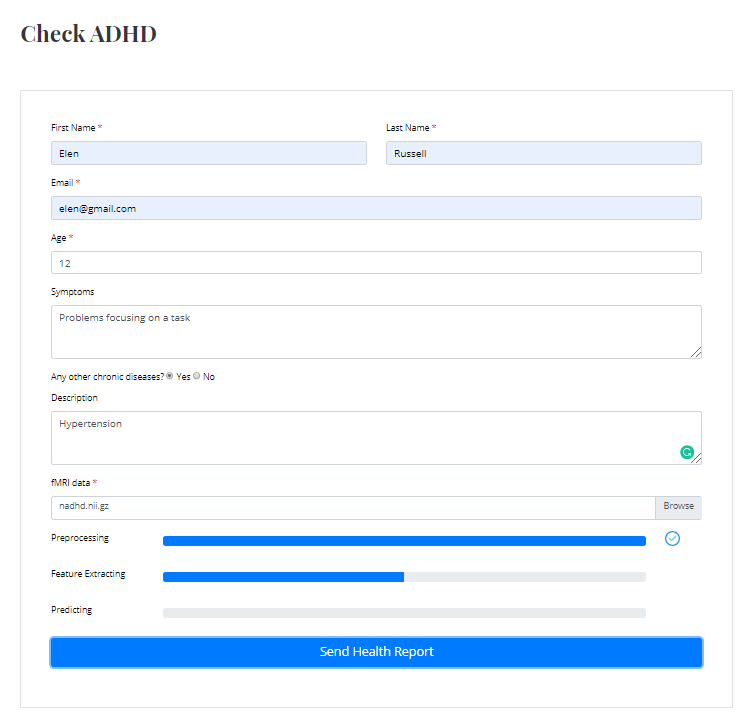 Check ADHD
First Name * Last Name *
Elen Russell
Email *
elen@gmail.com
Age *
12
Symptoms
Problems focusing on a task
Any other chronic diseases? Yes No
Description
Hypertension
fMRI data *
nadhd.nii.gz Browse
Preprocessing
Feature Extracting
Predicting
Send Health Report